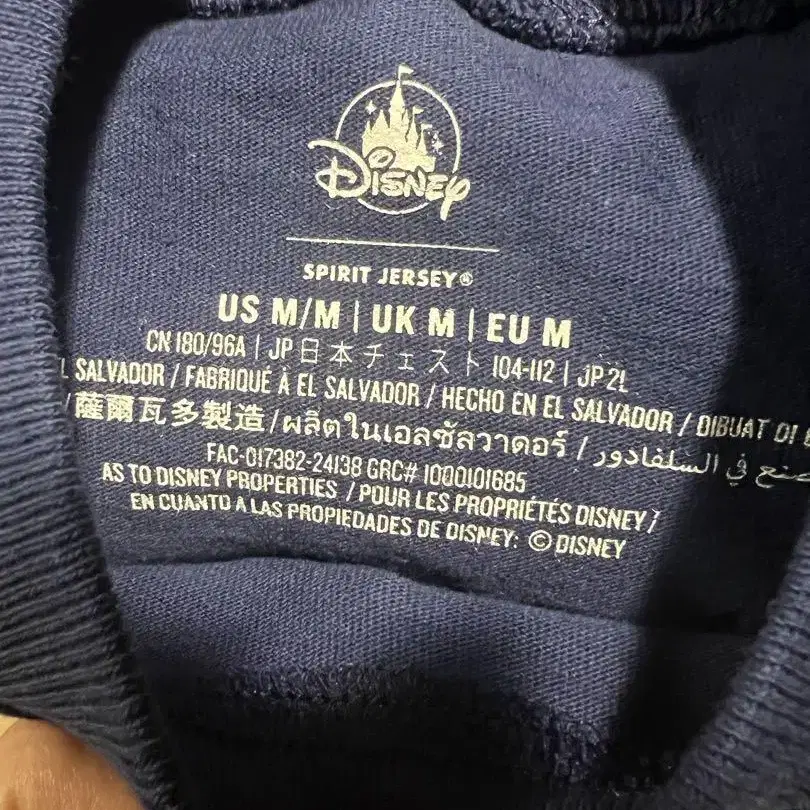 Disney
SPIRIT JERSEY®
US M/M | UK M | EU M
CN 180/96A | JP 日本チェスト 104-112 | JP 2L
EL SALVADOR / FABRIQUÉ À EL SALVADOR / HECHO EN EL SALVADOR / DIBUAT DI
/薩爾瓦多製造/ผลิตในเอลซัลวาดอร์ / صنع في السلفادور
FAC-017382-24138 GRC# 1000101685
AS TO DISNEY PROPERTIES / POUR LES PROPRIÉTÉS DISNEY /
EN CUANTO A LAS PROPIEDADES DE DISNEY: © DISNEY